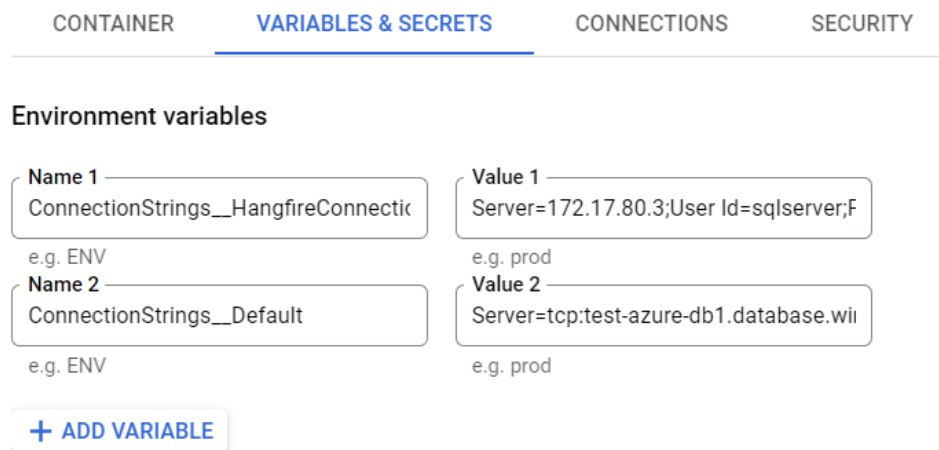 CONTAINER VARIABLES & SECRETS CONNECTIONS SECURITY
Environment variables
Name 1 Value 1
ConnectionStrings__HangfireConnectic Server=172.17.80.3;User Id=sqlserver;F
e.g. ENV e.g. prod
Name 2 Value 2
ConnectionStrings__Default Server=tcp:test-azure-db1.database.wi
e.g. ENV e.g. prod
+ ADD VARIABLE